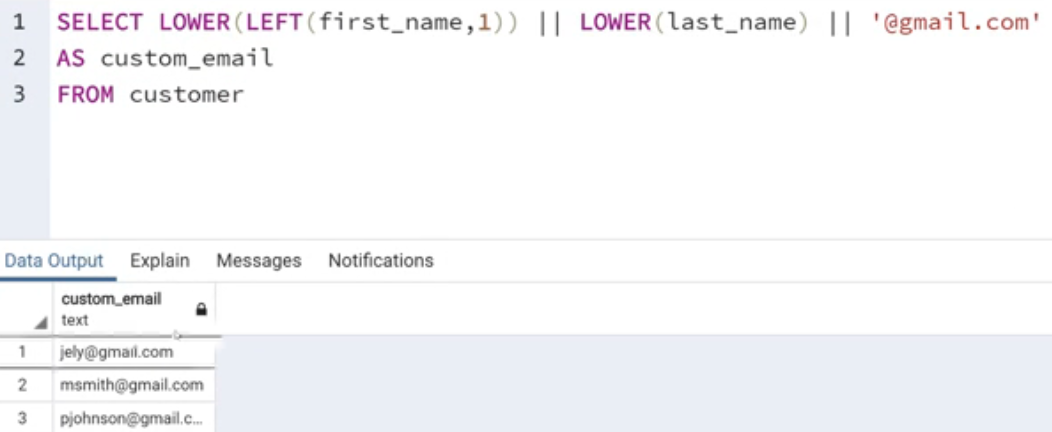 1 SELECT LOWER(LEFT(first_name,1)) || LOWER(last_name) || '@gmail.com'
2 AS custom_email
3 FROM customer
Data Output Explain Messages Notifications
custom_email
text
1 jely@gmail.com
2 msmith@gmail.com
3 pjohnson@gmail.c...